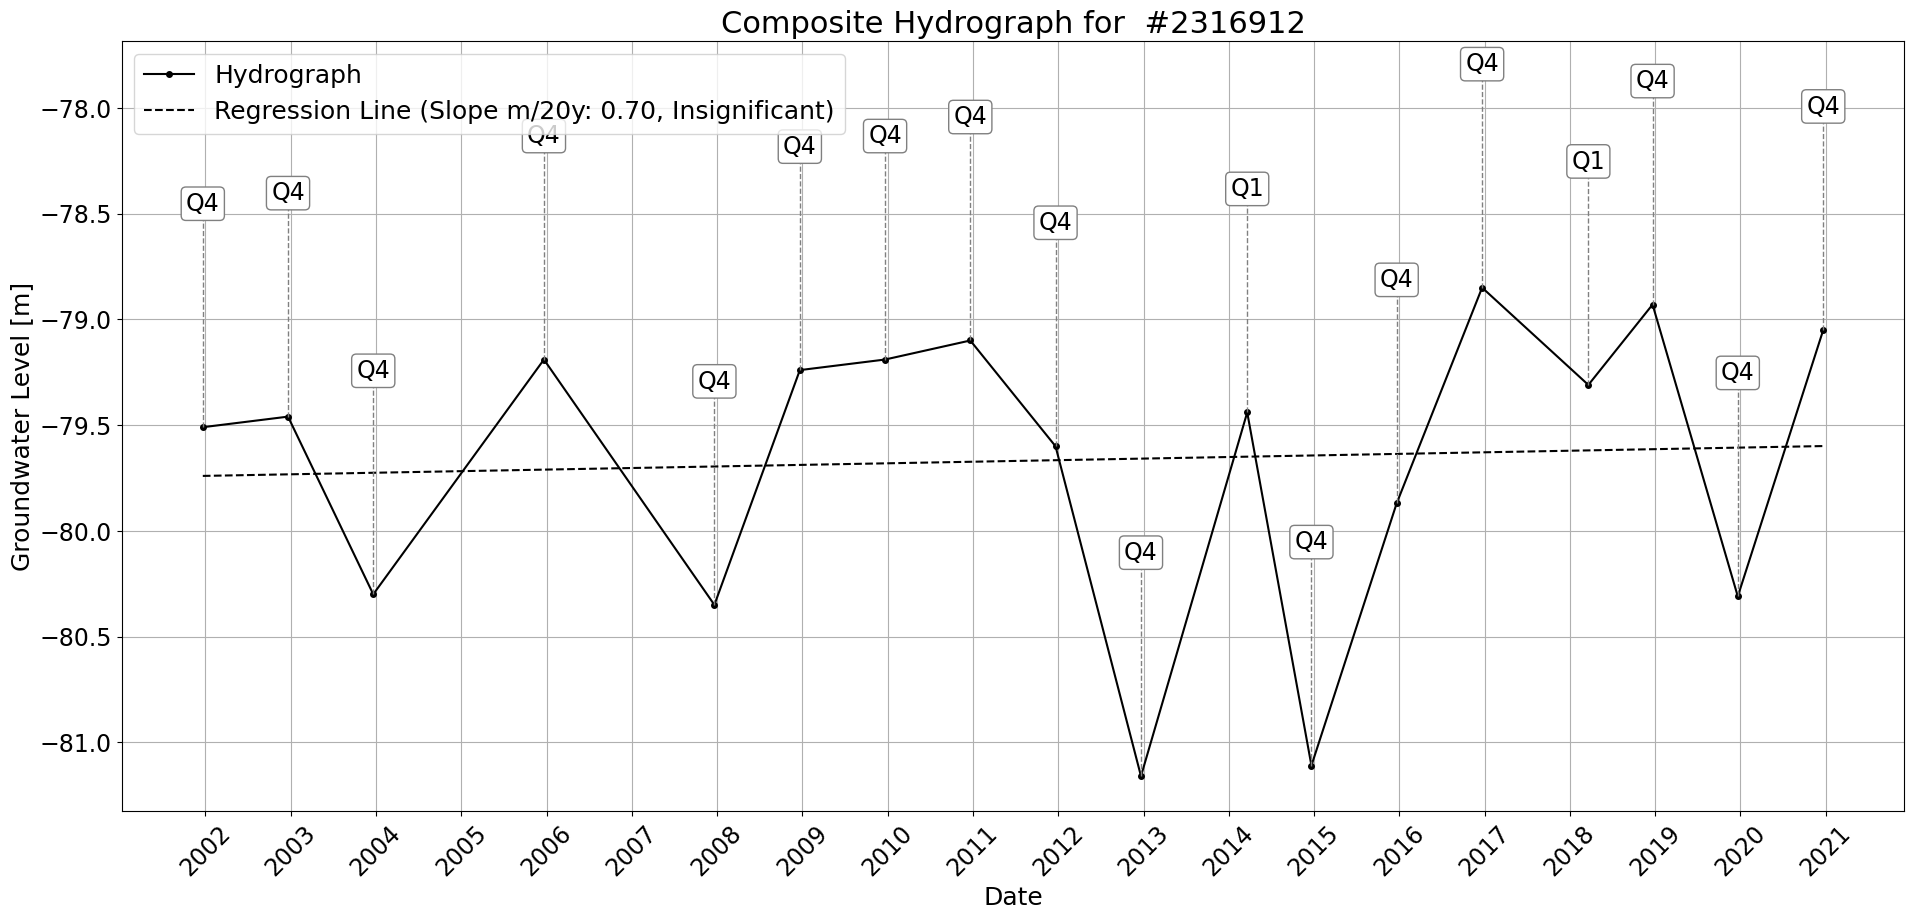 Composite Hydrograph for  #2316912
Hydrograph
Regression Line (Slope m/20y: 0.70, Insignificant)
Q4
Q4
Q4
Q4
Q4
Q4
Q4
Q4
Q4
Q4
Q1
Q4
Q4
Q4
Q1
Q4
Q4
Q4
Groundwater Level [m]
−78.0
−78.5
−79.0
−79.5
−80.0
−80.5
−81.0
2002
2003
2004
2005
2006
2007
2008
2009
2010
2011
2012
2013
2014
2015
2016
2017
2018
2019
2020
2021
Date